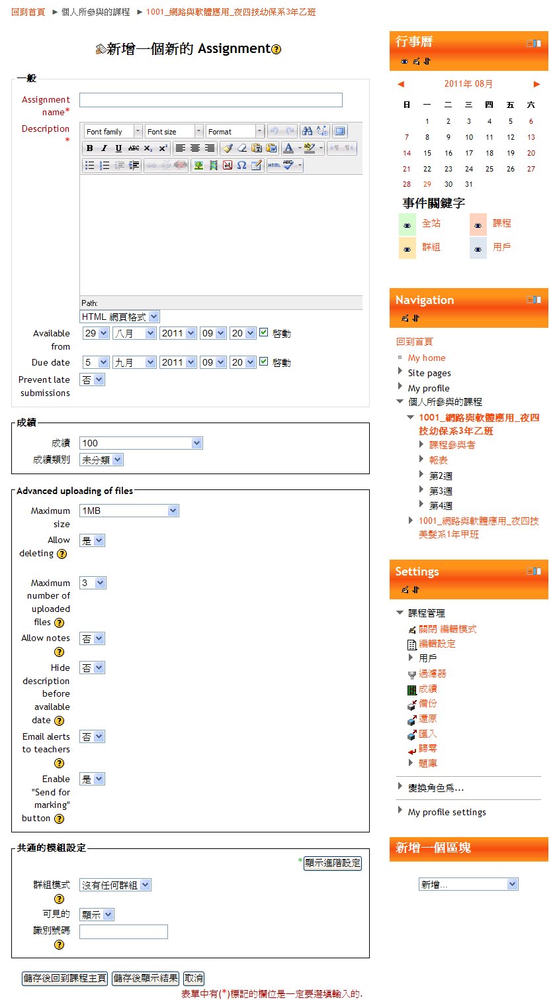 回到首頁 ► 個人所參與的課程 ► 1001_網路與軟體應用_夜四技幼保系3年乙班
新增一個新的 Assignment
一般
Assignment name*
Description *
Font family Font size Format
B I U ABC X₂ X²
HTML ABC
Path:
HTML 網頁格式
Available from 29 八月 2011 09 20 啓動
Due date 5 九月 2011 09 20 啓動
Prevent late submissions 否
成績
成績 100
成績類別 未分類
Advanced uploading of files
Maximum size 1MB
Allow deleting 是
Maximum number of uploaded files 3
Allow notes 否
Hide description before available date 否
Email alerts to teachers 否
Enable "Send for marking" button 是
共通的模組設定
*顯示進階設定
群組模式 沒有任何群組
可見的 顯示
識別號碼
儲存後回到課程主頁 儲存後顯示結果 取消
表單中有(*)標記的欄位是一定要選填輸入的.
行事曆
◄ 2011年 08月 ►
日 一 二 三 四 五 六
1 2 3 4 5 6
7 8 9 10 11 12 13
14 15 16 17 18 19 20
21 22 23 24 25 26 27
28 29 30 31
事件關鍵字
全站 課程
群組 用戶
Navigation
回到首頁
My home
Site pages
My profile
個人所參與的課程
1001_網路與軟體應用_夜四
技幼保系3年乙班
課程參與者
報表
第2週
第3週
第4週
1001_網路與軟體應用_夜四技
美髮系1年甲班
Settings
課程管理
關閉 編輯模式
編輯設定
用戶
過濾器
成績
備份
還原
匯入
歸零
題庫
變換角色為...
My profile settings
新增一個區塊
新增...